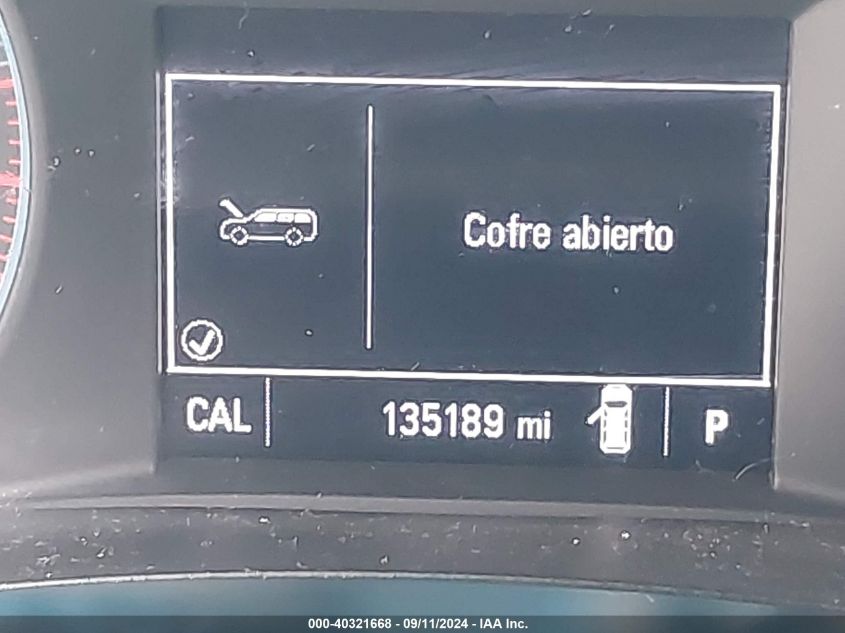 Cofre abierto
CAL 135189 mi P
000-40321668 - 09/11/2024 - IAA Inc.